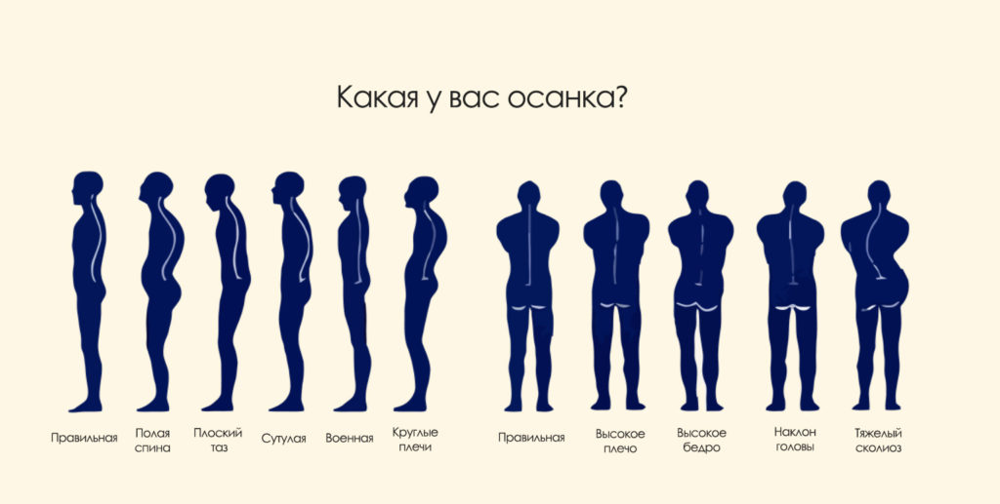 Какая у вас осанка?
Правильная
Полая
спина
Плоский
таз
Сутулая
Военная
Круглые
плечи
Правильная
Высокое
плечо
Высокое
бедро
Наклон
головы
Тяжелый
сколиоз